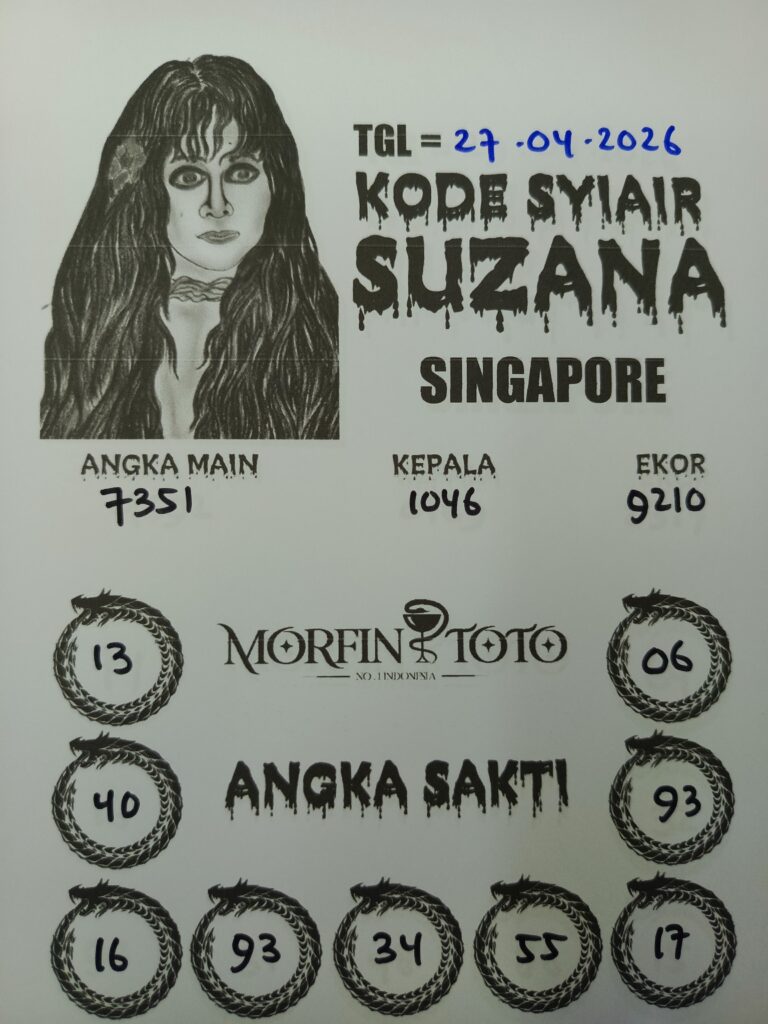 TGL = 27-04-2026
KODE SYIAIR
SUZANA
SINGAPORE
ANGKA MAIN KEPALA EKOR
7351 1046 9210
13 MORFIN TOTO 06
NO.1 INDONINIA
40 ANGKA SAKTI 93
16 93 34 55 17